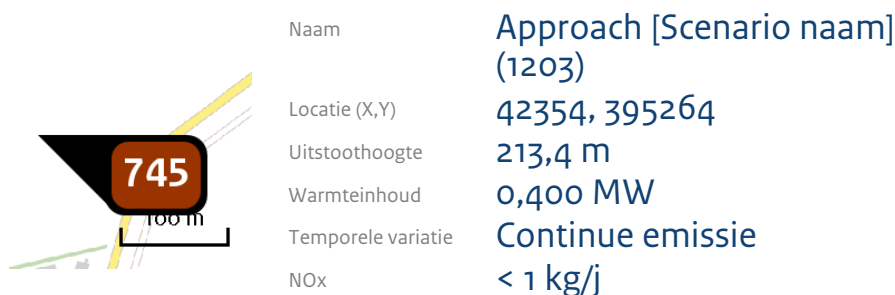 Naam Approach [Scenario naam]
(1203)
Locatie (X,Y) 42354, 395264
Uitstoothoogte 213,4 m
Warmteinhoud 0,400 MW
Temporele variatie Continue emissie
NOx < 1 kg/j
745
100 m